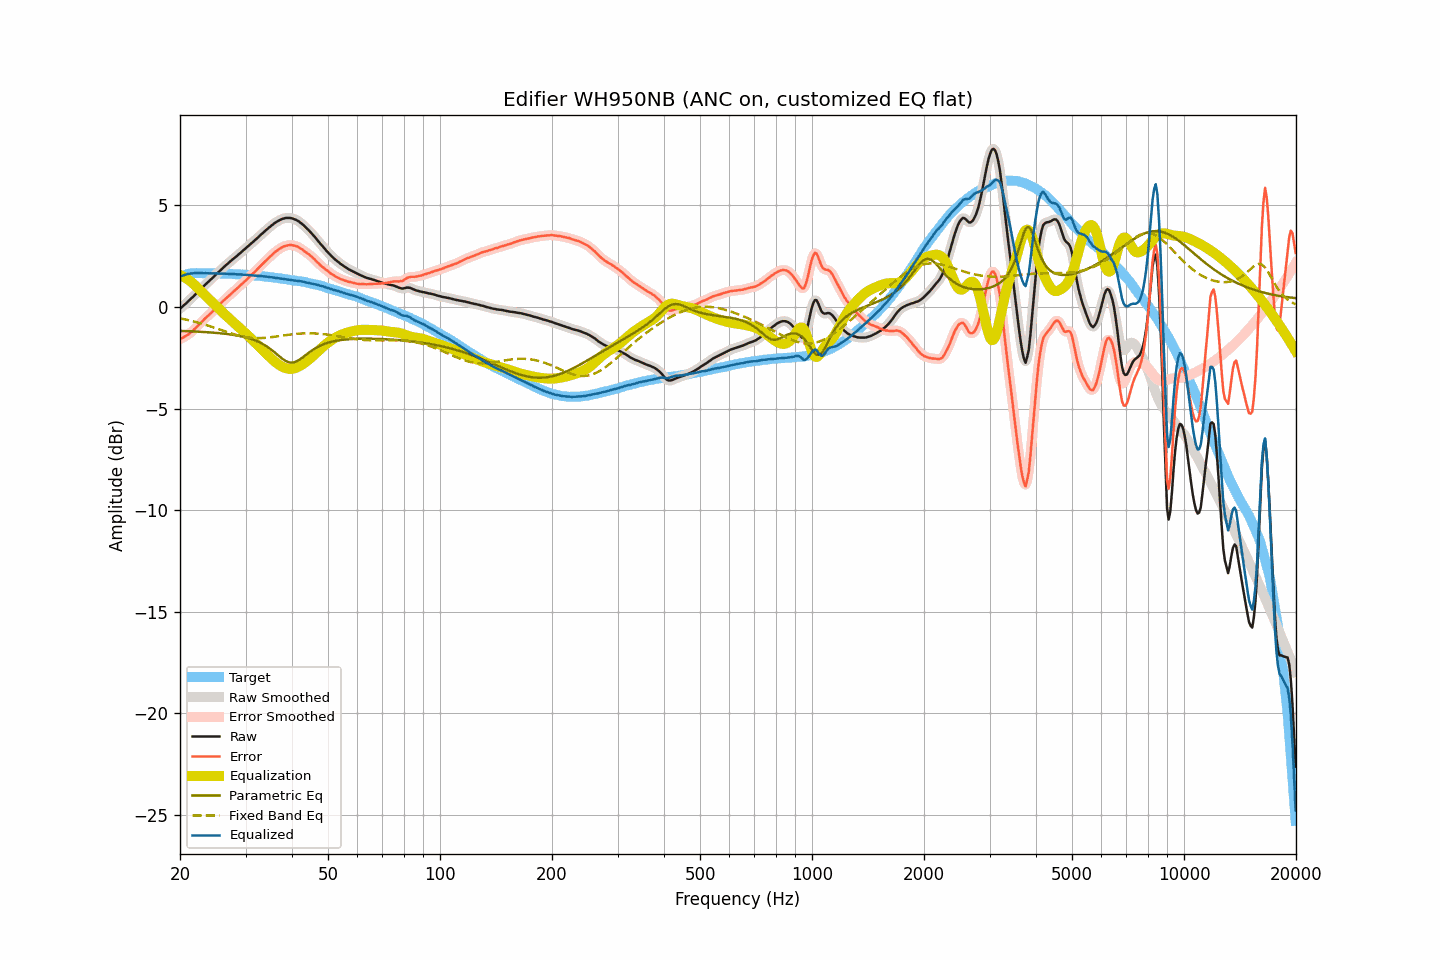 Edifier WH950NB (ANC on, customized EQ flat)
Amplitude (dBr)
5
0
−5
−10
−15
−20
−25
Target
Raw Smoothed
Error Smoothed
Raw
Error
Equalization
Parametric Eq
Fixed Band Eq
Equalized
20 50 100 200 500 1000 2000 5000 10000 20000
Frequency (Hz)